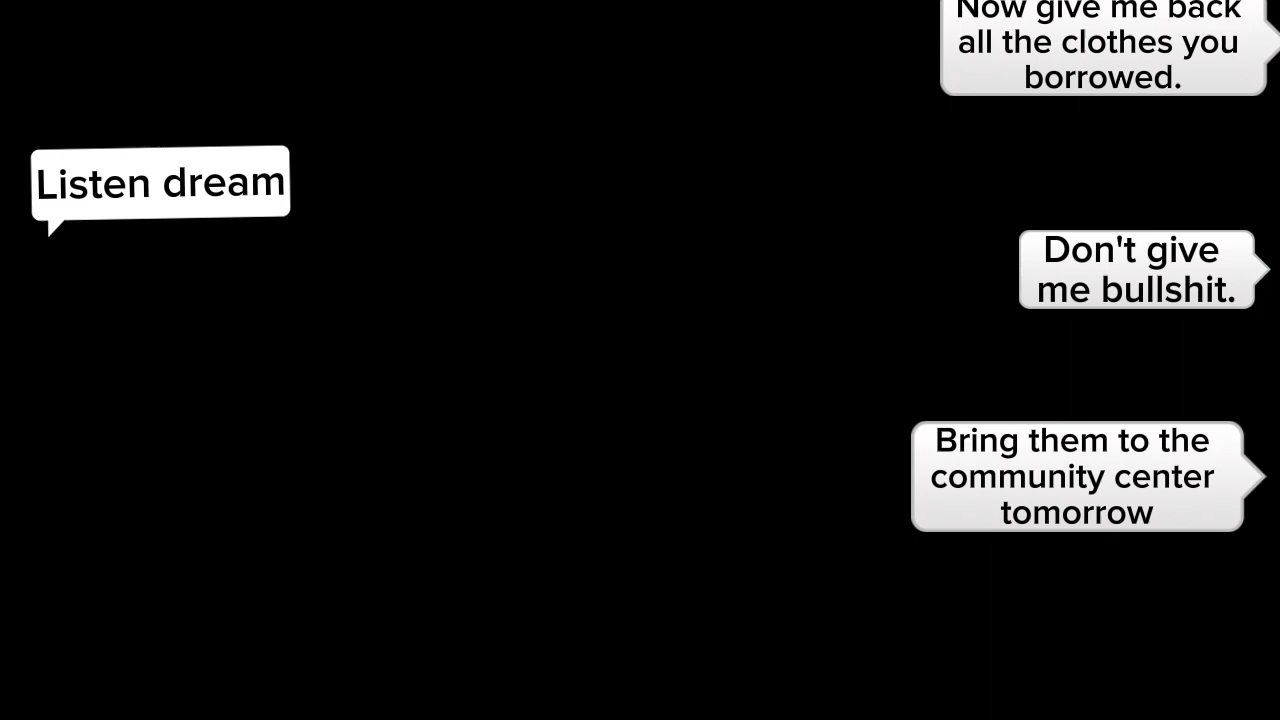 Now give me back
all the clothes you
borrowed.
Listen dream
Don't give
me bullshit.
Bring them to the
community center
tomorrow